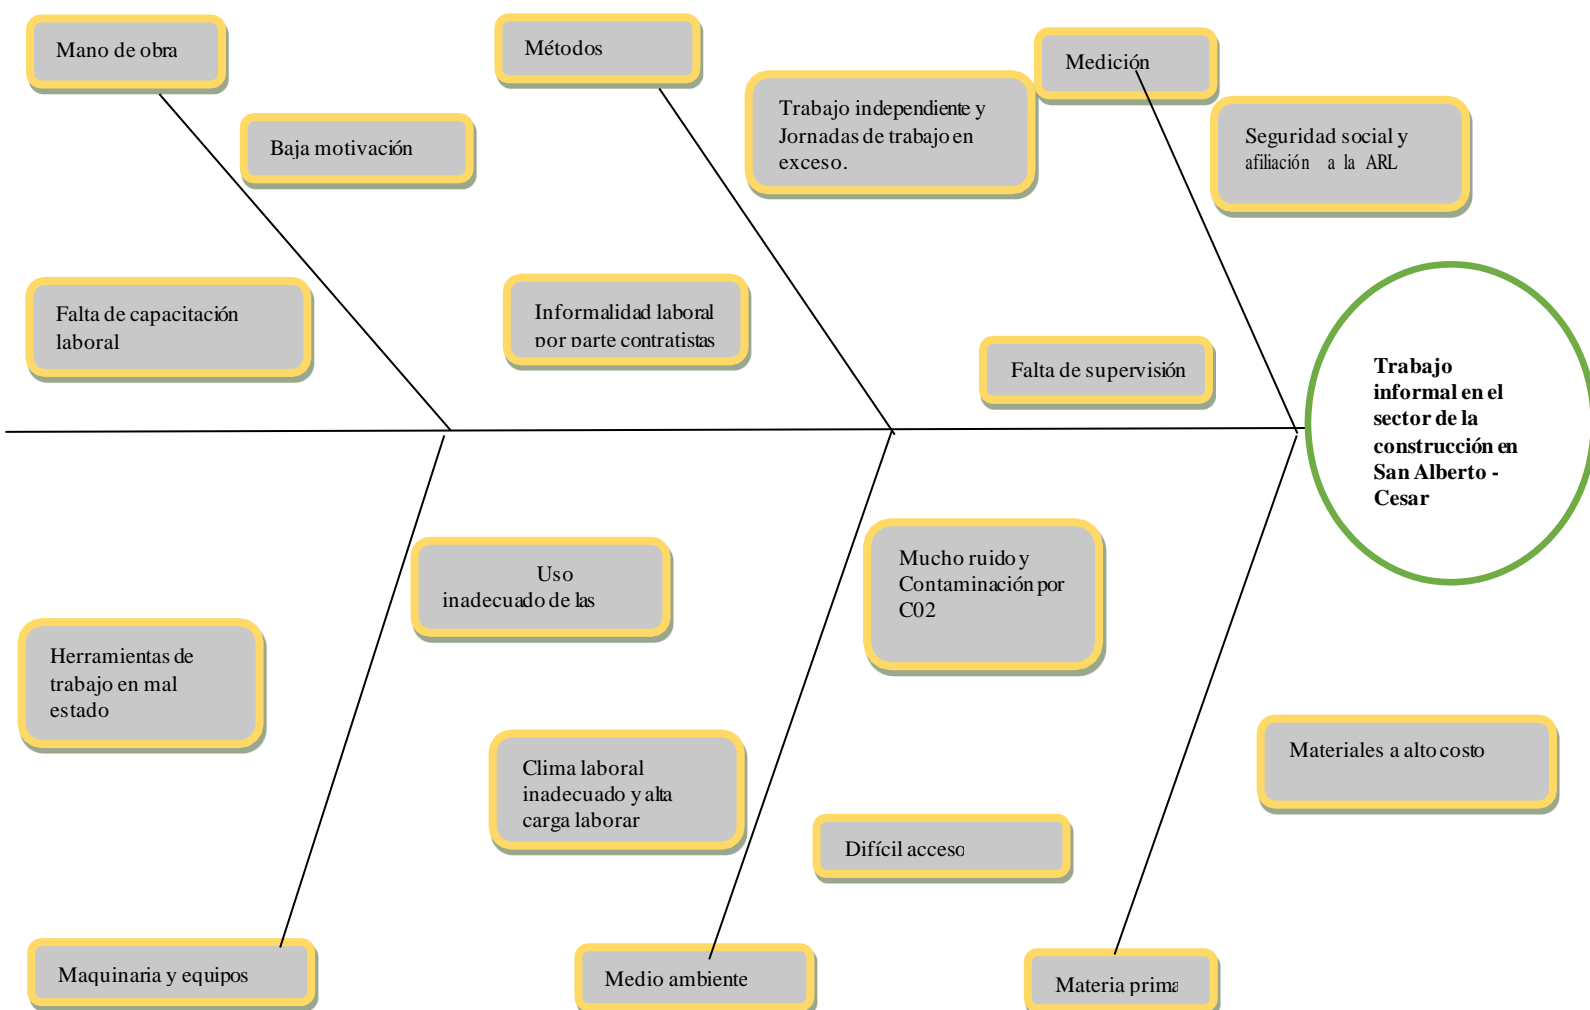 Mano de obra
Métodos
Medición
Baja motivación
Trabajo independiente y
Jornadas de trabajo en
exceso.
Seguridad social y
afiliación a la ARL
Falta de capacitación
laboral
Informalidad laboral
por parte contratistas
Falta de supervisión
Trabajo
informal en el
sector de la
construcción en
San Alberto -
Cesar
Uso
inadecuado de las
Mucho ruido y
Contaminación por
C02
Herramientas de
trabajo en mal
estado
Clima laboral
inadecuado y alta
carga laborar
Difícil acceso
Materiales a alto costo
Maquinaria y equipos
Medio ambiente
Materia prima